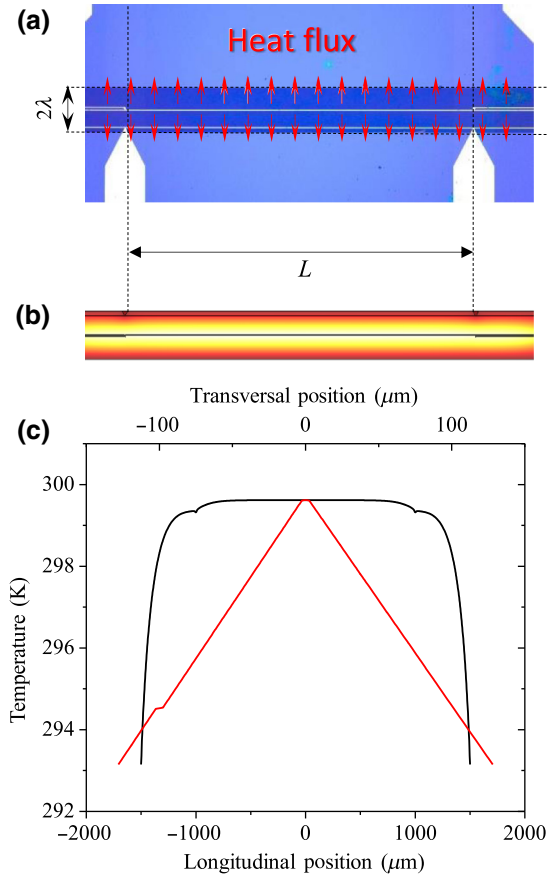 (a)
Heat flux
2λ
L
(b)
Transversal position (μm)
(c)
−100 0 100
300
298
296
294
292
Temperature (K)
−2000 −1000 0 1000 2000
Longitudinal position (μm)